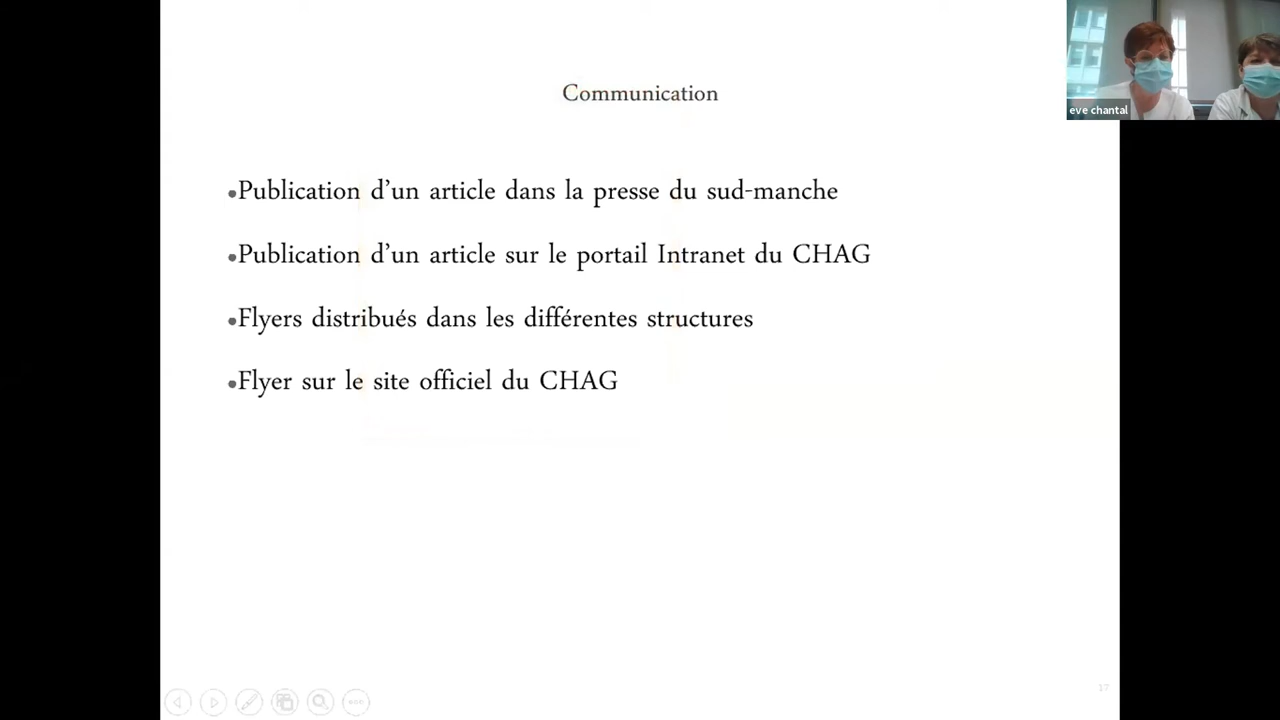 eve chantal
Communication
•Publication d’un article dans la presse du sud-manche
•Publication d’un article sur le portail Intranet du CHAG
•Flyers distribués dans les différentes structures
•Flyer sur le site officiel du CHAG
17